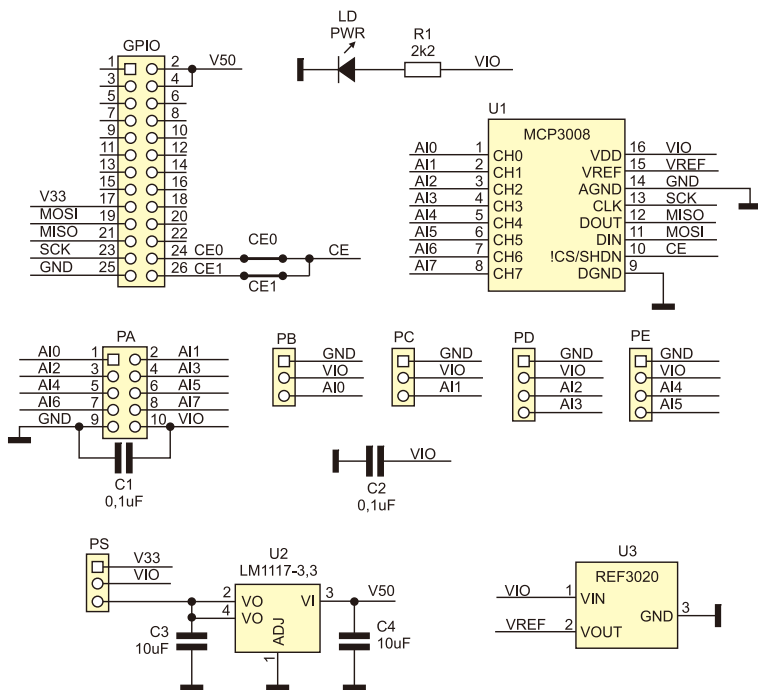 LD
PWR
R1
2k2
VIO
GPIO
1 2 V50
3 4
5 6
7 8
9 10
11 12
13 14
15 16
V33 17 18
MOSI 19 20
MISO 21 22
SCK 23 24 CE0 CE0 CE
GND 25 26 CE1 CE1
U1
MCP3008
AI0 1 CH0 VDD 16 VIO
AI1 2 CH1 VREF 15 VREF
AI2 3 CH2 AGND 14 GND
AI3 4 CH3 CLK 13 SCK
AI4 5 CH4 DOUT 12 MISO
AI5 6 CH5 DIN 11 MOSI
AI6 7 CH6 !CS/SHDN 10 CE
AI7 8 CH7 DGND 9
PA
AI0 1 2 AI1
AI2 3 4 AI3
AI4 5 6 AI5
AI6 7 8 AI7
GND 9 10 VIO
C1
0,1uF
PB
GND
VIO
AI0
PC
GND
VIO
AI1
PD
GND
VIO
AI2
AI3
PE
GND
VIO
AI4
AI5
VIO
C2
0,1uF
PS
V33
VIO
U2
LM1117-3,3
2 VO VI 3 V50
4 VO
ADJ
1
C3
10uF
C4
10uF
U3
REF3020
VIO 1 VIN
GND 3
VREF 2 VOUT